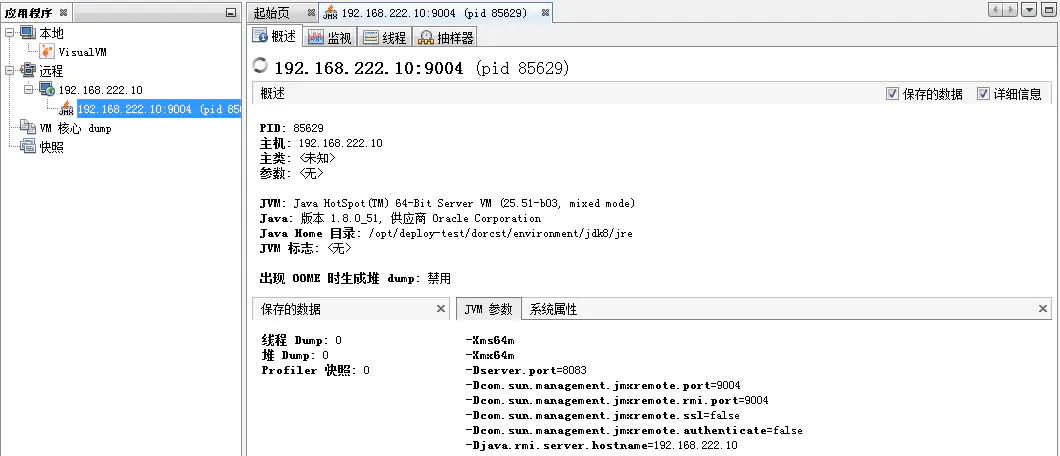 应用程序
本地
VisualVM
远程
192.168.222.10
192.168.222.10:9004 (pid 85
VM 核心 dump
快照
起始页 192.168.222.10:9004 (pid 85629)
概述 监视 线程 抽样器
192.168.222.10:9004 (pid 85629)
概述 保存的数据 详细信息
PID: 85629
主机: 192.168.222.10
主类: <未知>
参数: <无>
JVM: Java HotSpot(TM) 64-Bit Server VM (25.51-b03, mixed mode)
Java: 版本 1.8.0_51, 供应商 Oracle Corporation
Java Home 目录: /opt/deploy-test/dorcst/environment/jdk8/jre
JVM 标志: <无>
出现 OOME 时生成堆 dump: 禁用
保存的数据
线程 Dump: 0
堆 Dump: 0
Profiler 快照: 0
JVM 参数 系统属性
-Xms64m
-Xmx64m
-Dserver.port=8083
-Dcom.sun.management.jmxremote.port=9004
-Dcom.sun.management.jmxremote.rmi.port=9004
-Dcom.sun.management.jmxremote.ssl=false
-Dcom.sun.management.jmxremote.authenticate=false
-Djava.rmi.server.hostname=192.168.222.10